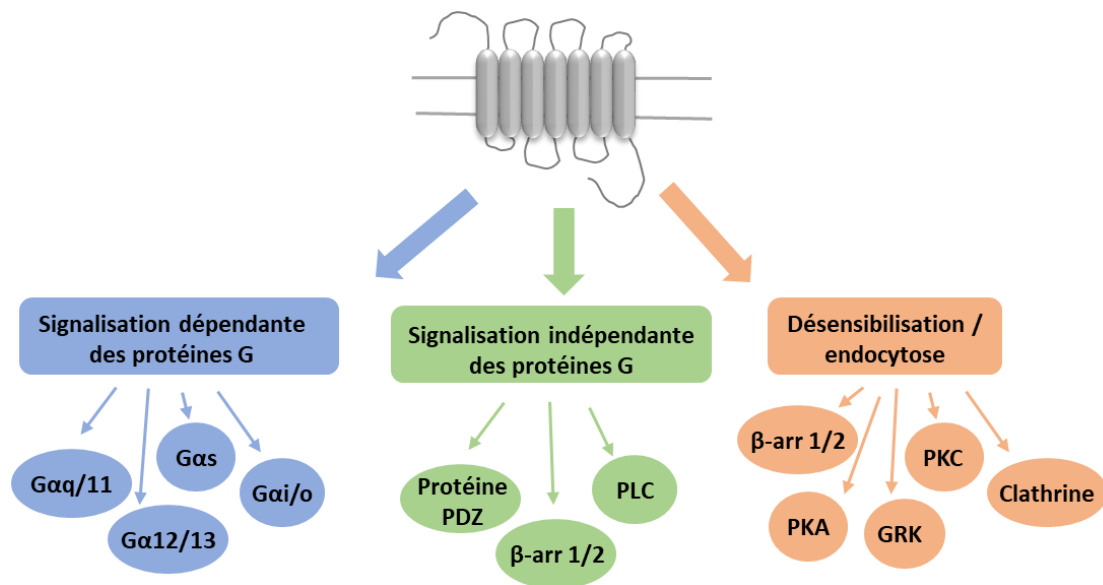 Signalisation dépendante
des protéines G
Gαq/11
Gα12/13
Gαs
Gαi/o
Signalisation indépendante
des protéines G
Protéine
PDZ
β-arr 1/2
PLC
Désensibilisation /
endocytose
β-arr 1/2
PKA
GRK
PKC
Clathrine